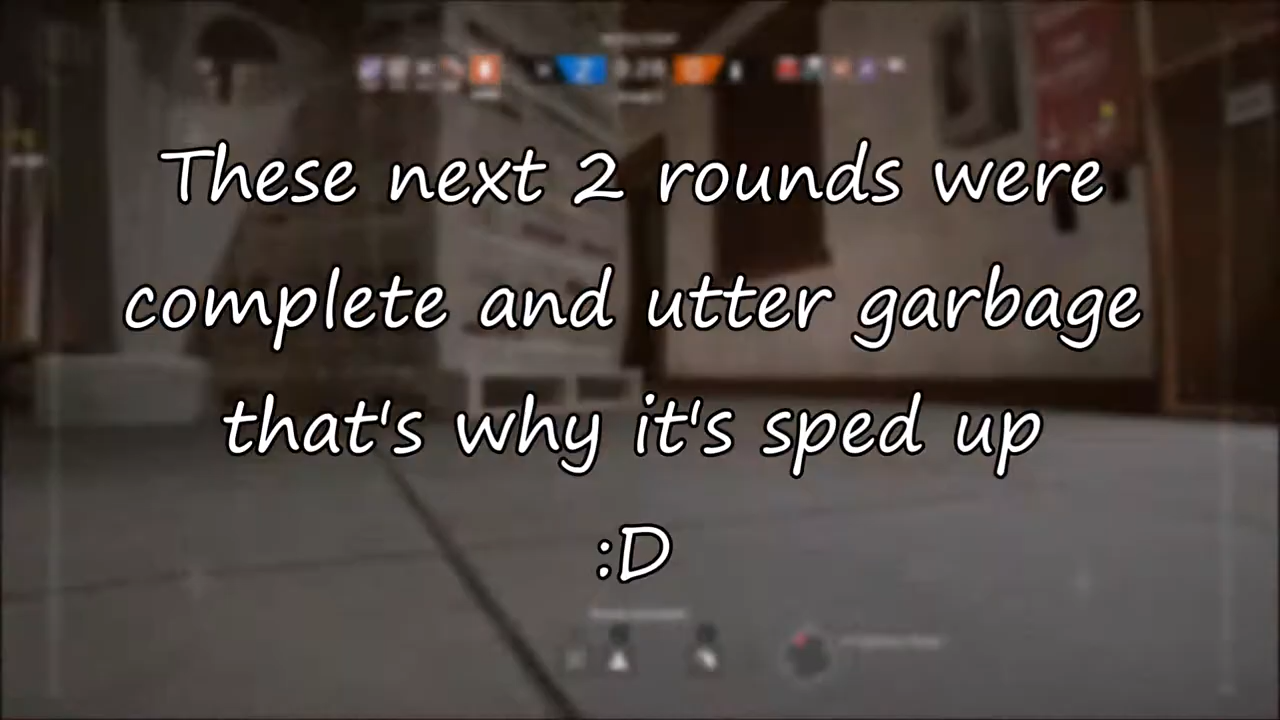 These next 2 rounds were
complete and utter garbage
that's why it's sped up
:D